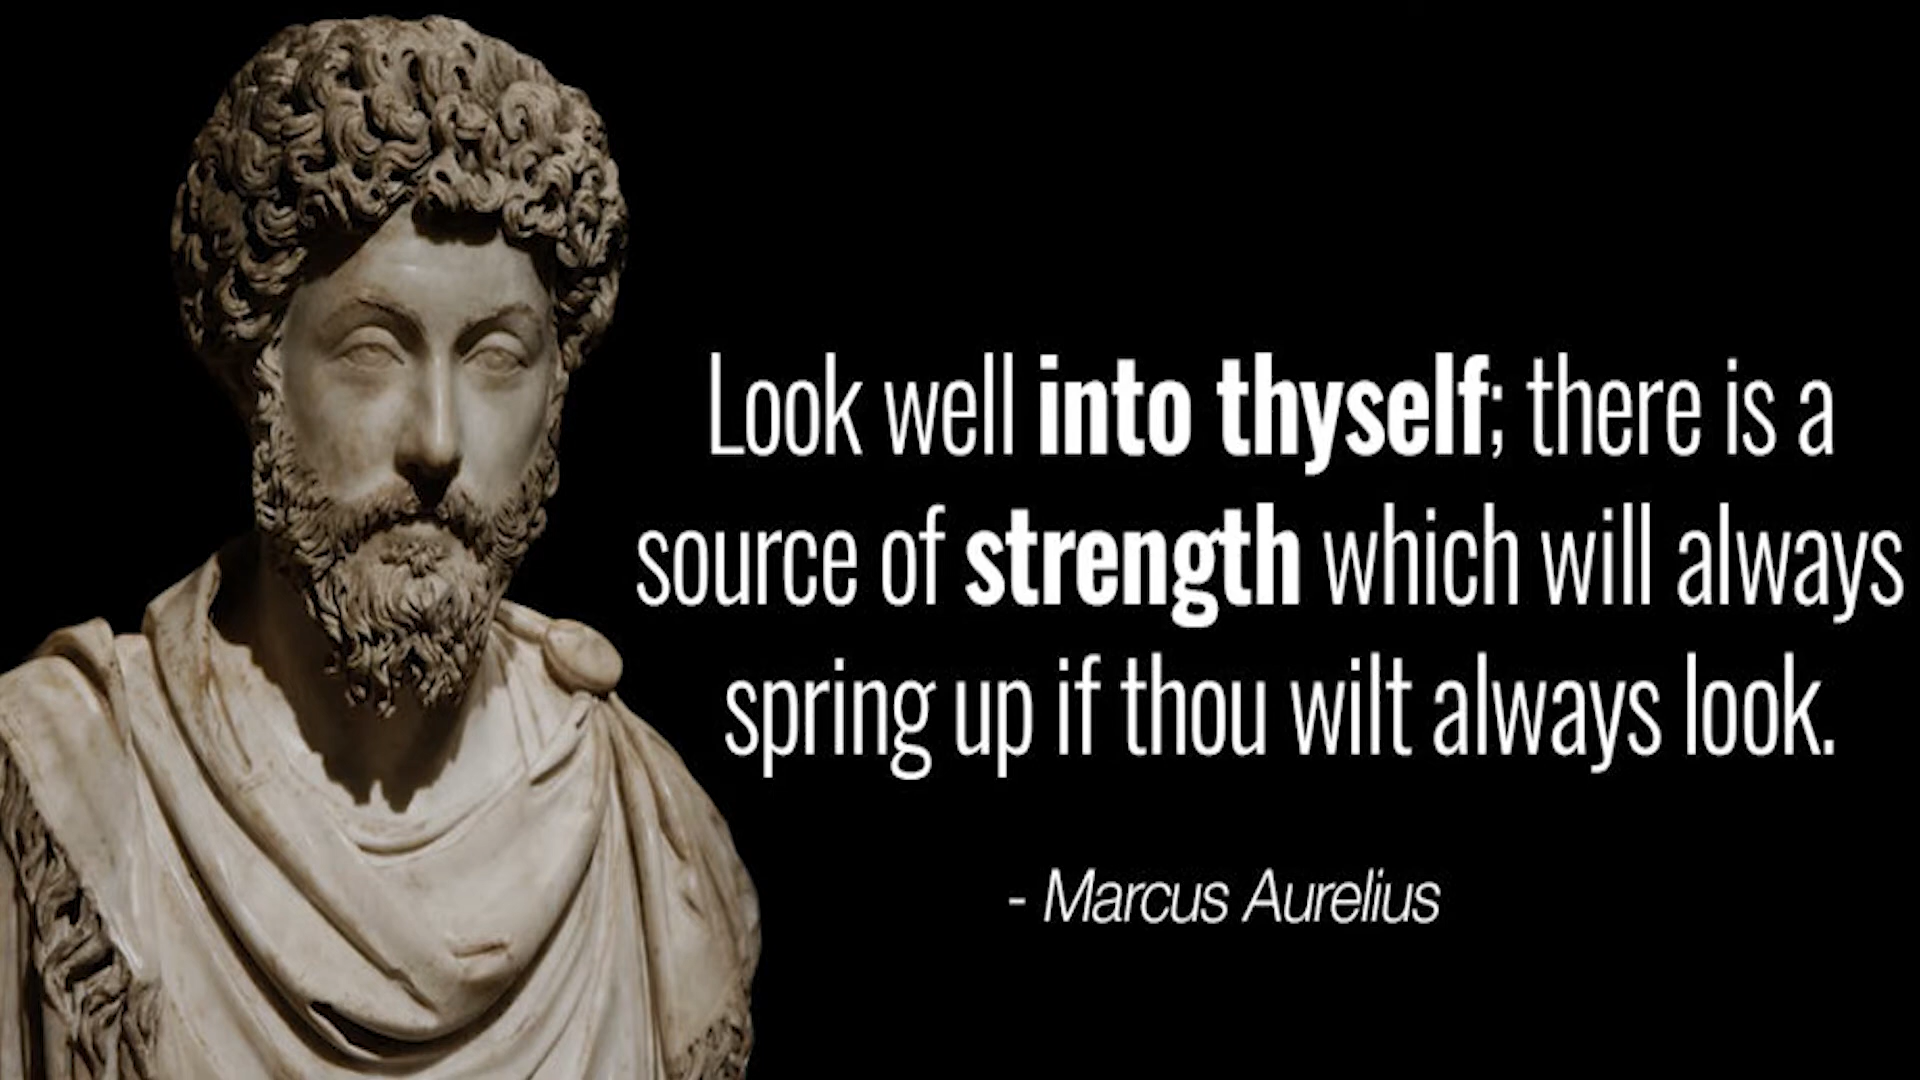 Look well into thyself; there is a
source of strength which will always
spring up if thou wilt always look.
- Marcus Aurelius